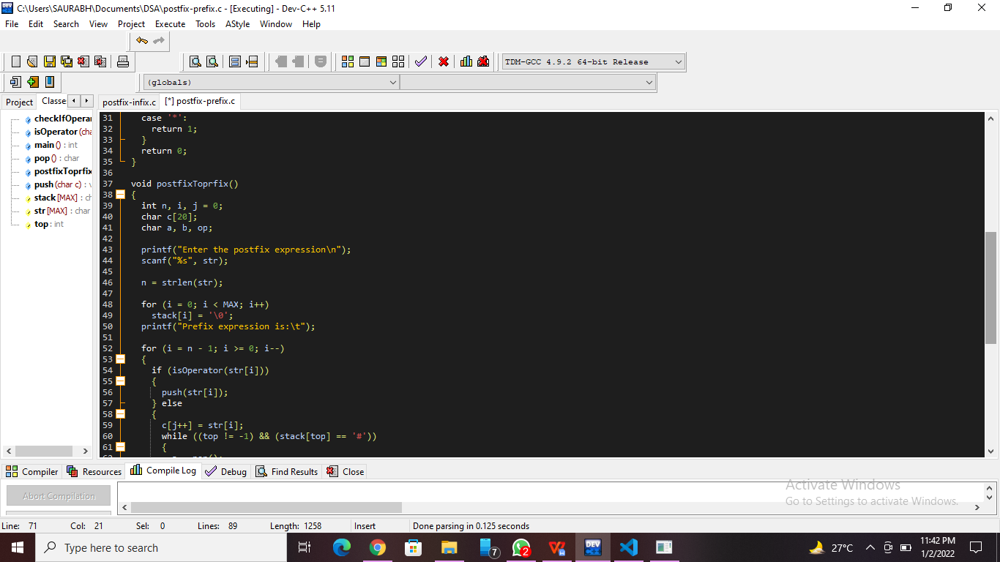 C:\Users\SAURABH\Documents\DSA\postfix-prefix.c - [Executing] - Dev-C++ 5.11
File Edit Search View Project Execute Tools AStyle Window Help
TDM-GCC 4.9.2 64-bit Release
(globals)
Project Classe
postfix-infix.c [*] postfix-prefix.c
checkIfOpera
isOperator (cha
main () : int
pop () : char
postfixToprfix
push (char c) :
stack [MAX] : ch
str [MAX] : char
top : int
31 case '*':
32 return 1;
33 }
34 return 0;
35 }
36
37 void postfixToprfix()
38 {
39 int n, i, j = 0;
40 char c[20];
41 char a, b, op;
42
43 printf("Enter the postfix expression\n");
44 scanf("%s", str);
45
46 n = strlen(str);
47
48 for (i = 0; i < MAX; i++)
49 stack[i] = '\0';
50 printf("Prefix expression is:\t");
51
52 for (i = n - 1; i >= 0; i--)
53 {
54 if (isOperator(str[i]))
55 {
56 push(str[i]);
57 } else
58 {
59 c[j++] = str[i];
60 while ((top != -1) && (stack[top] == '#'))
61 {
Compiler Resources Compile Log Debug Find Results Close
Abort Compilation
Activate Windows
Go to Settings to activate Windows.
Line: 71 Col: 21 Sel: 0 Lines: 89 Length: 1258 Insert Done parsing in 0.125 seconds
Type here to search
7
2
DEV
27°C
11:42 PM
1/2/2022